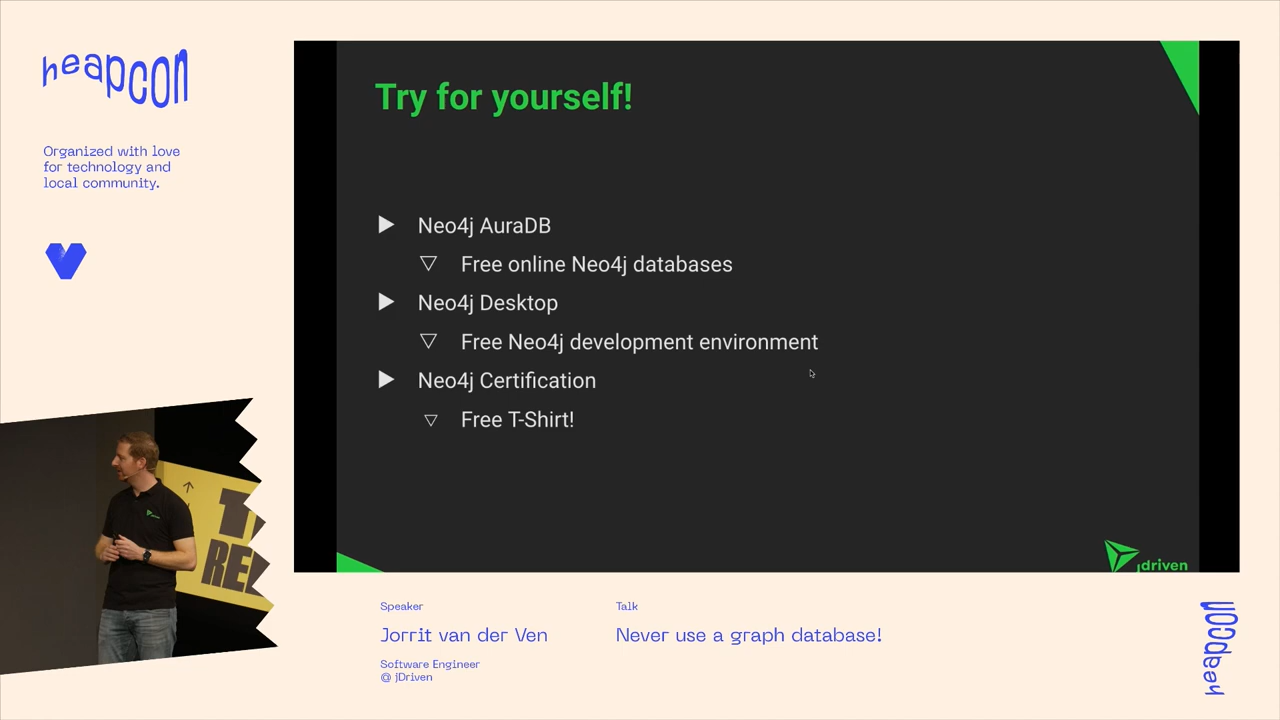 heapcon
Organized with love
for technology and
local community.
Try for yourself!
▶ Neo4j AuraDB
▽ Free online Neo4j databases
▶ Neo4j Desktop
▽ Free Neo4j development environment
▶ Neo4j Certification
▽ Free T-Shirt!
jdriven
Speaker
Jorrit van der Ven
Software Engineer
@ jDriven
Talk
Never use a graph database!
heapcon